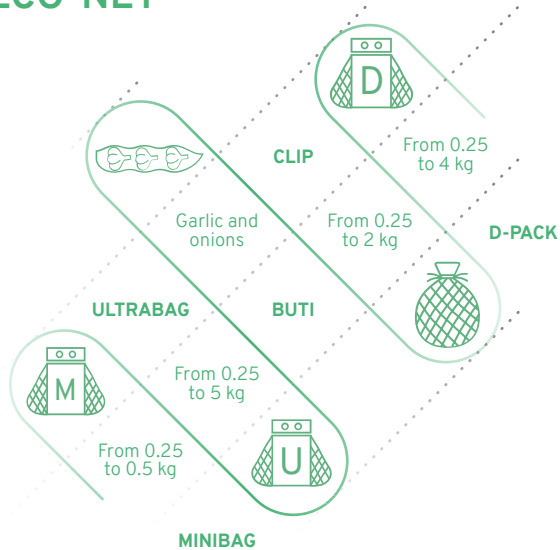 ECO-NET
D
CLIP
From 0.25
to 4 kg
Garlic and
onions
From 0.25
to 2 kg
D-PACK
ULTRABAG
BUTI
M
From 0.25
to 5 kg
From 0.25
to 0.5 kg
U
MINIBAG